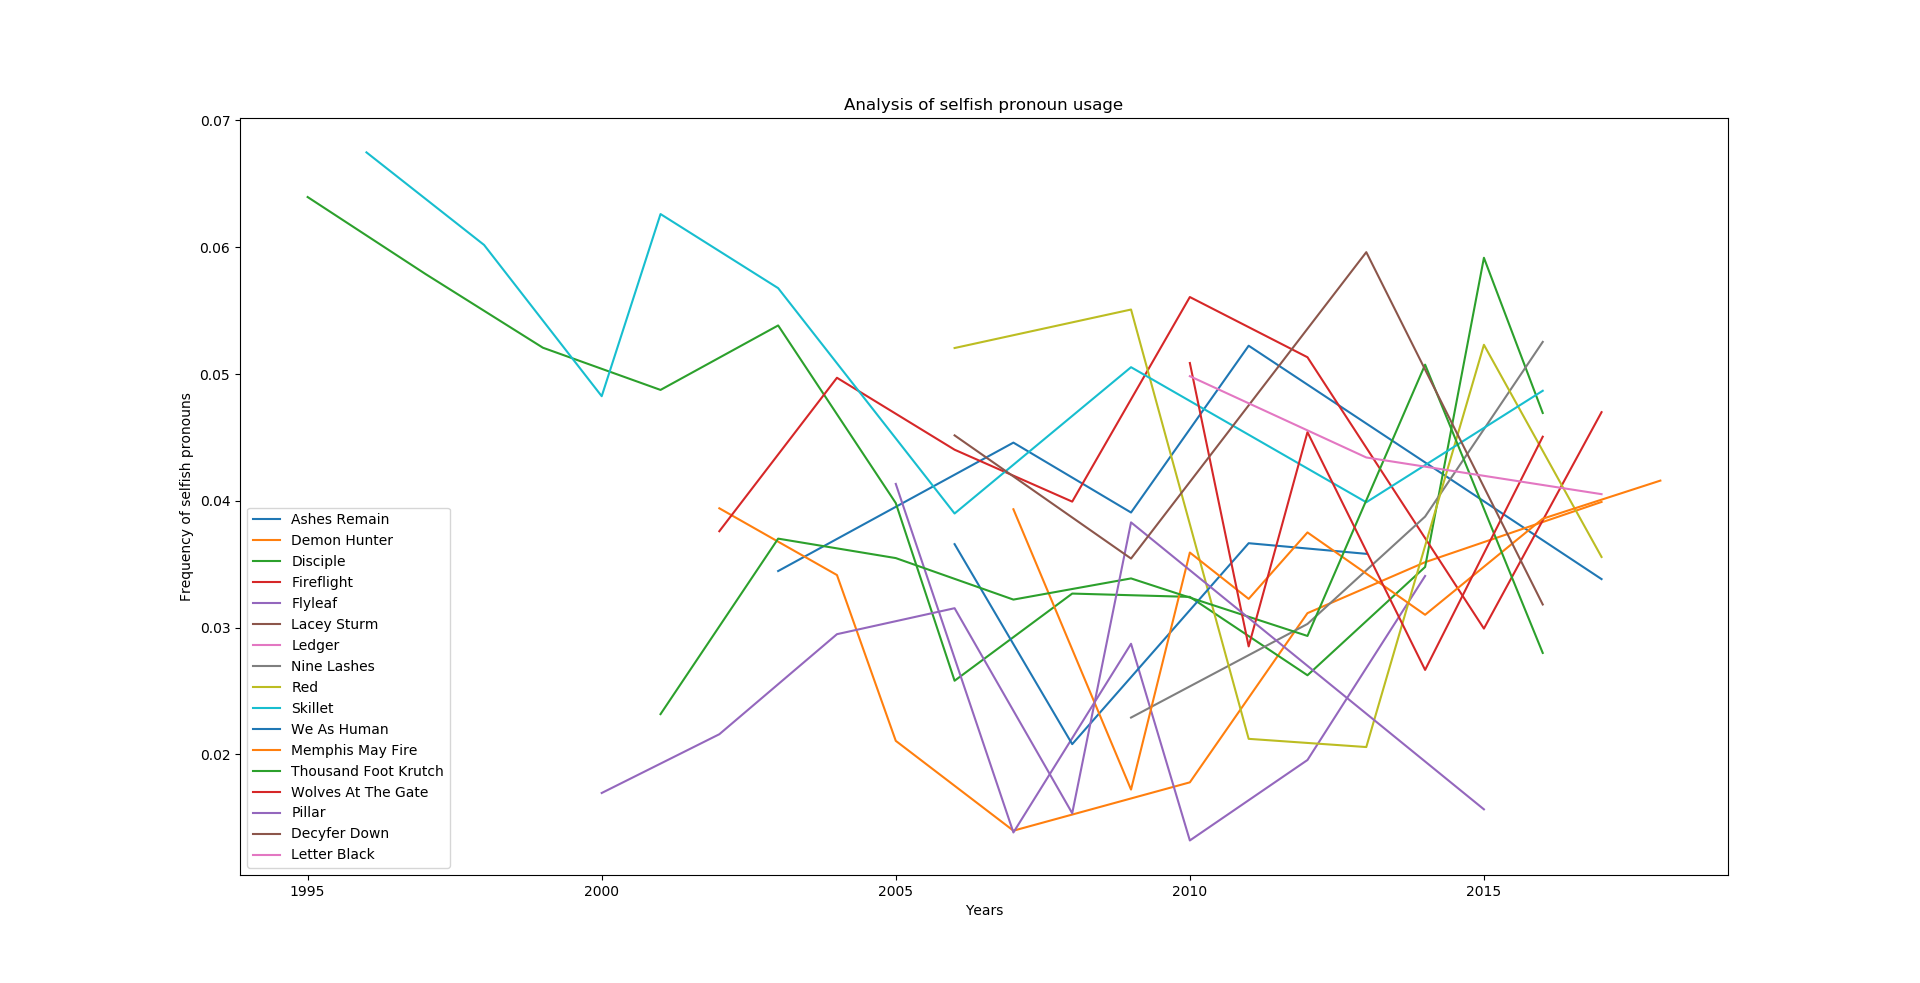 Analysis of selfish pronoun usage
0.07
0.06
0.05
0.04
0.03
0.02
Frequency of selfish pronouns
Ashes Remain
Demon Hunter
Disciple
Fireflight
Flyleaf
Lacey Sturm
Ledger
Nine Lashes
Red
Skillet
We As Human
Memphis May Fire
Thousand Foot Krutch
Wolves At The Gate
Pillar
Decyfer Down
Letter Black
1995 2000 2005 2010 2015
Years